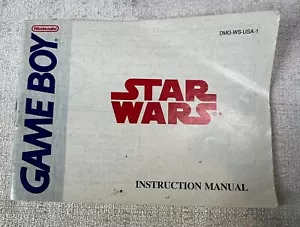 Nintendo
GAME BOY
DMG-WS-USA-1
STAR
WARS
INSTRUCTION MANUAL